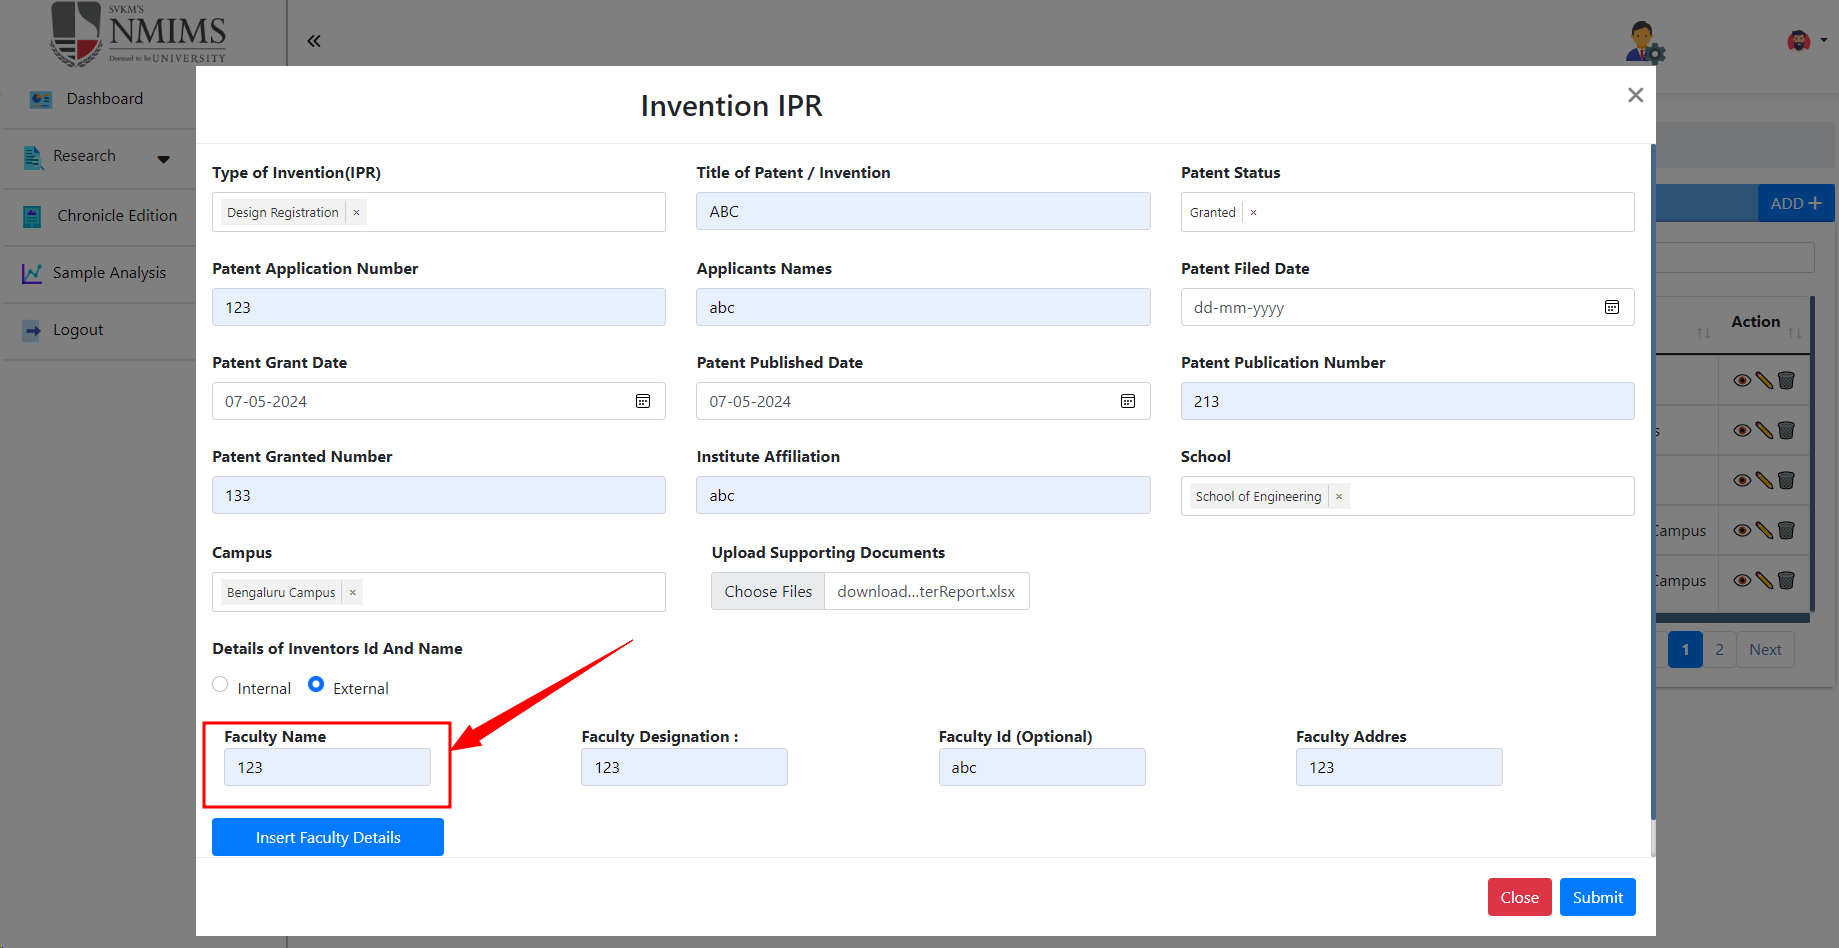 SVKM'S
NMIMS
Deemed to be UNIVERSITY
Dashboard
Research
Chronicle Edition
Sample Analysis
Logout
Invention IPR
Type of Invention(IPR)
Title of Patent / Invention
Patent Status
Design Registration ×
ABC
Granted ×
Patent Application Number
Applicants Names
Patent Filed Date
123
abc
dd-mm-yyyy
Patent Grant Date
Patent Published Date
Patent Publication Number
07-05-2024
07-05-2024
213
Patent Granted Number
Institute Affiliation
School
133
abc
School of Engineering ×
Campus
Upload Supporting Documents
Bengaluru Campus ×
Choose Files
download...terReport.xlsx
Details of Inventors Id And Name
Internal
External
Faculty Name
Faculty Designation :
Faculty Id (Optional)
Faculty Addres
123
123
abc
123
Insert Faculty Details
Close
Submit
ADD +
Action
s
Campus
Campus
1
2
Next